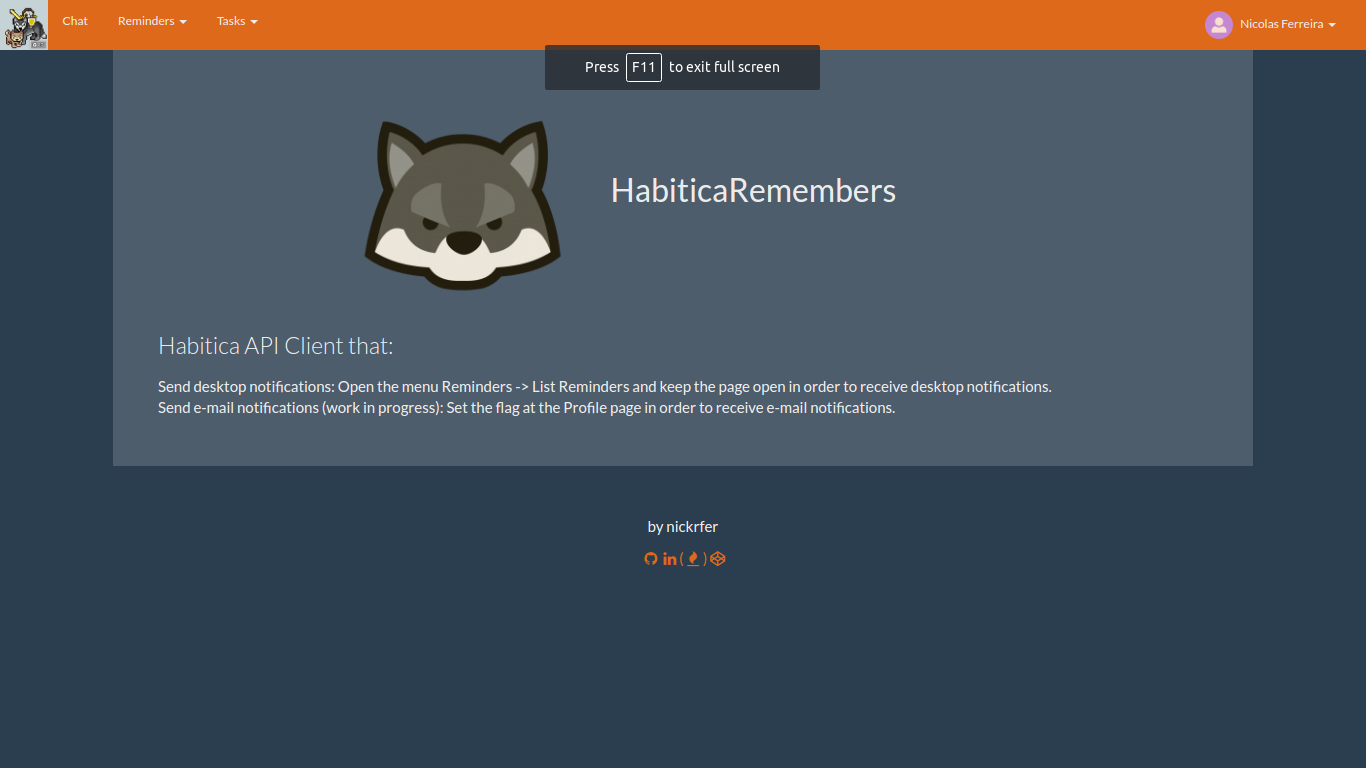 Chat Reminders Tasks Nicolas Ferreira
Press F11 to exit full screen
HabiticaRemembers
Habitica API Client that:
Send desktop notifications: Open the menu Reminders -> List Reminders and keep the page open in order to receive desktop notifications.
Send e-mail notifications (work in progress): Set the flag at the Profile page in order to receive e-mail notifications.
by nickrfer